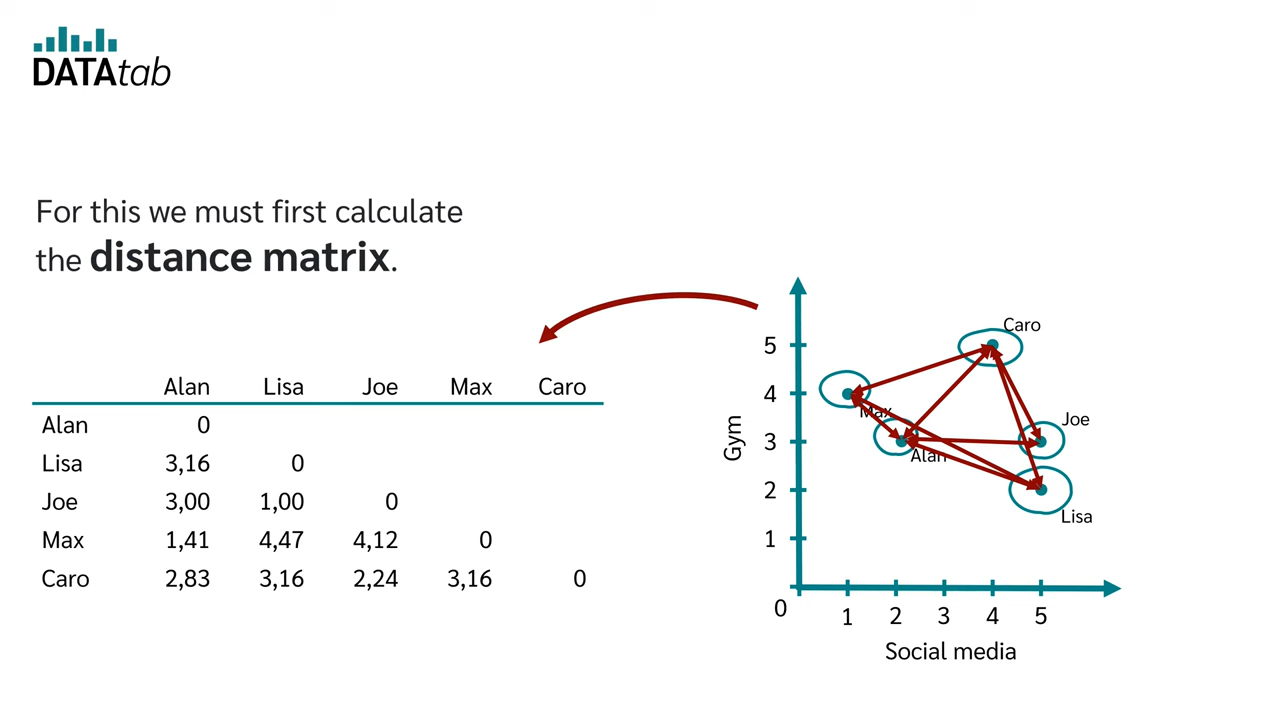 DATAtab
For this we must first calculate
the distance matrix.
Alan Lisa Joe Max Caro
Alan 0
Lisa 3,16 0
Joe 3,00 1,00 0
Max 1,41 4,47 4,12 0
Caro 2,83 3,16 2,24 3,16 0
Caro
5
4
Max
Joe
Gym
3
Alan
2
Lisa
1
0
1 2 3 4 5
Social media